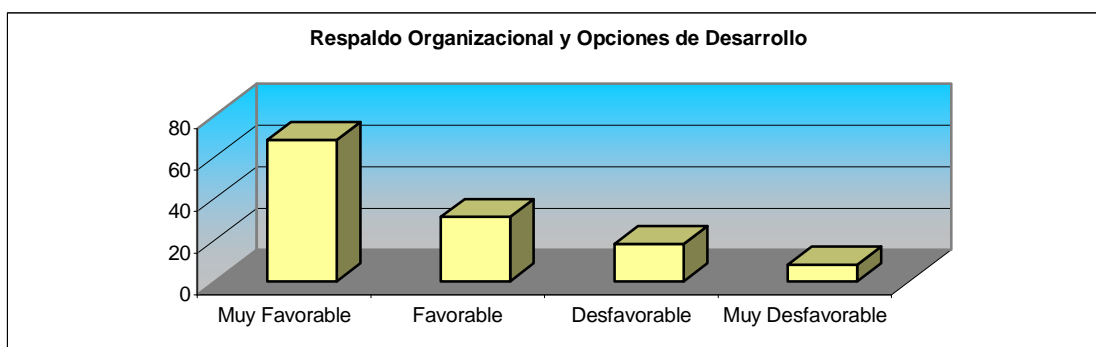 Respaldo Organizacional y Opciones de Desarrollo
80
60
40
20
0
Muy Favorable Favorable Desfavorable Muy Desfavorable